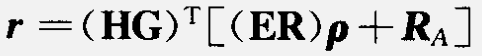 r = (HG)ᵀ[(ER)ρ + R_A]